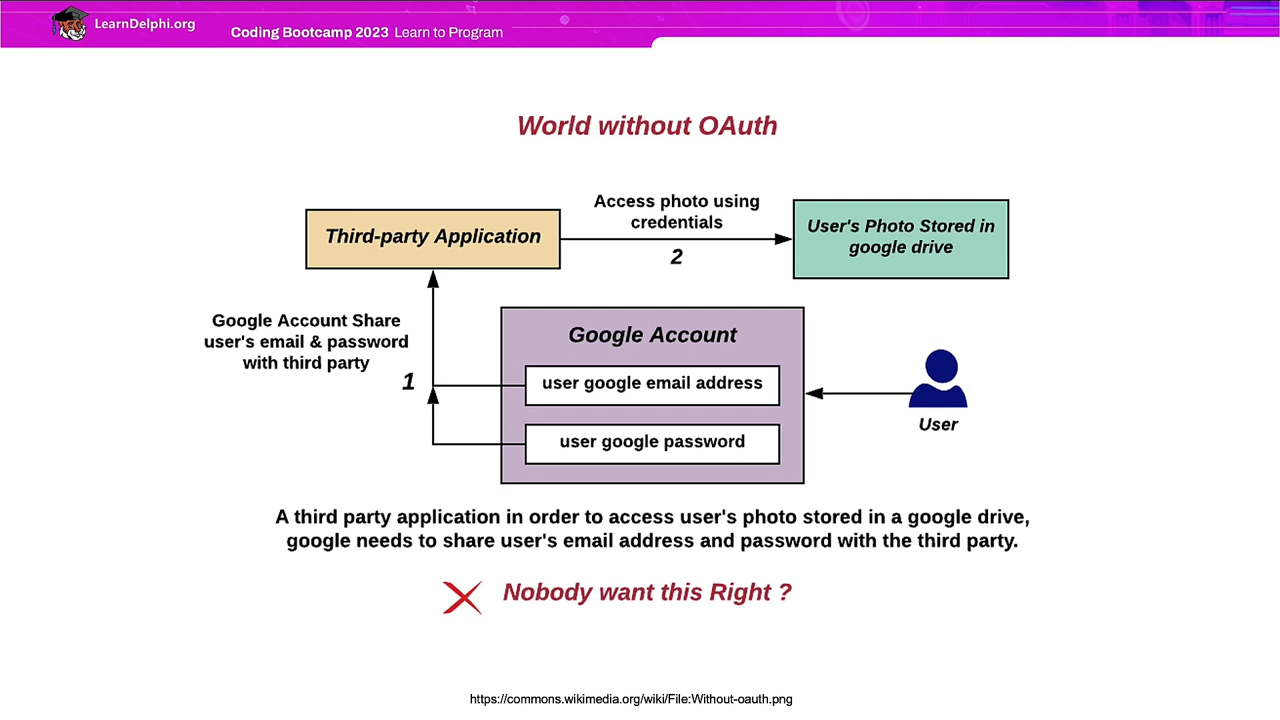 LearnDelphi.org
Coding Bootcamp 2023 Learn to Program
World without OAuth
Access photo using
credentials
2
Third-party Application
User's Photo Stored in
google drive
Google Account Share
user's email & password
with third party
1
Google Account
user google email address
user google password
User
A third party application in order to access user's photo stored in a google drive,
google needs to share user's email address and password with the third party.
Nobody want this Right ?
https://commons.wikimedia.org/wiki/File:Without-oauth.png